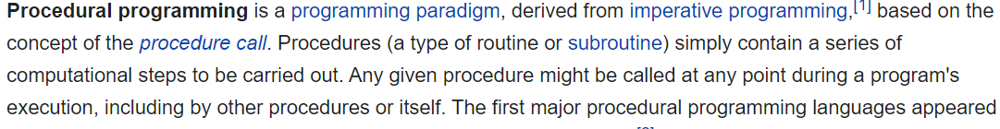 Procedural programming is a programming paradigm, derived from imperative programming,[1] based on the
concept of the procedure call. Procedures (a type of routine or subroutine) simply contain a series of
computational steps to be carried out. Any given procedure might be called at any point during a program's
execution, including by other procedures or itself. The first major procedural programming languages appeared